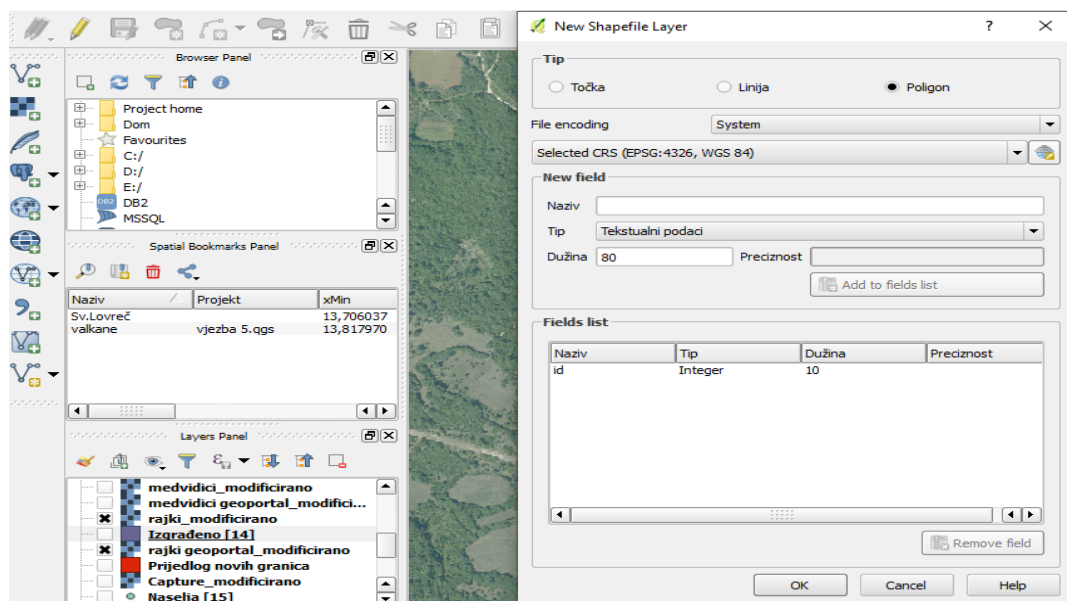 Browser Panel
Project home
Dom
Favourites
C:/
D:/
E:/
DB2 DB2
MSSQL
Spatial Bookmarks Panel
Naziv Projekt xMin
Sv.Lovreč 13,706037
valkane vjezba 5.qgs 13,817970
Layers Panel
medvidici_modificirano
medvidici geoportal_modifici...
rajki_modificirano
Izgrađeno [14]
rajki geoportal_modificirano
Prijedlog novih granica
Capture_modificirano
Naselja [15]
New Shapefile Layer ? X
Tip
Točka Linija Poligon
File encoding System
Selected CRS (EPSG:4326, WGS 84)
New field
Naziv
Tip Tekstualni podaci
Dužina 80 Preciznost
Add to fields list
Fields list
Naziv Tip Dužina Preciznost
id Integer 10
Remove field
OK Cancel Help